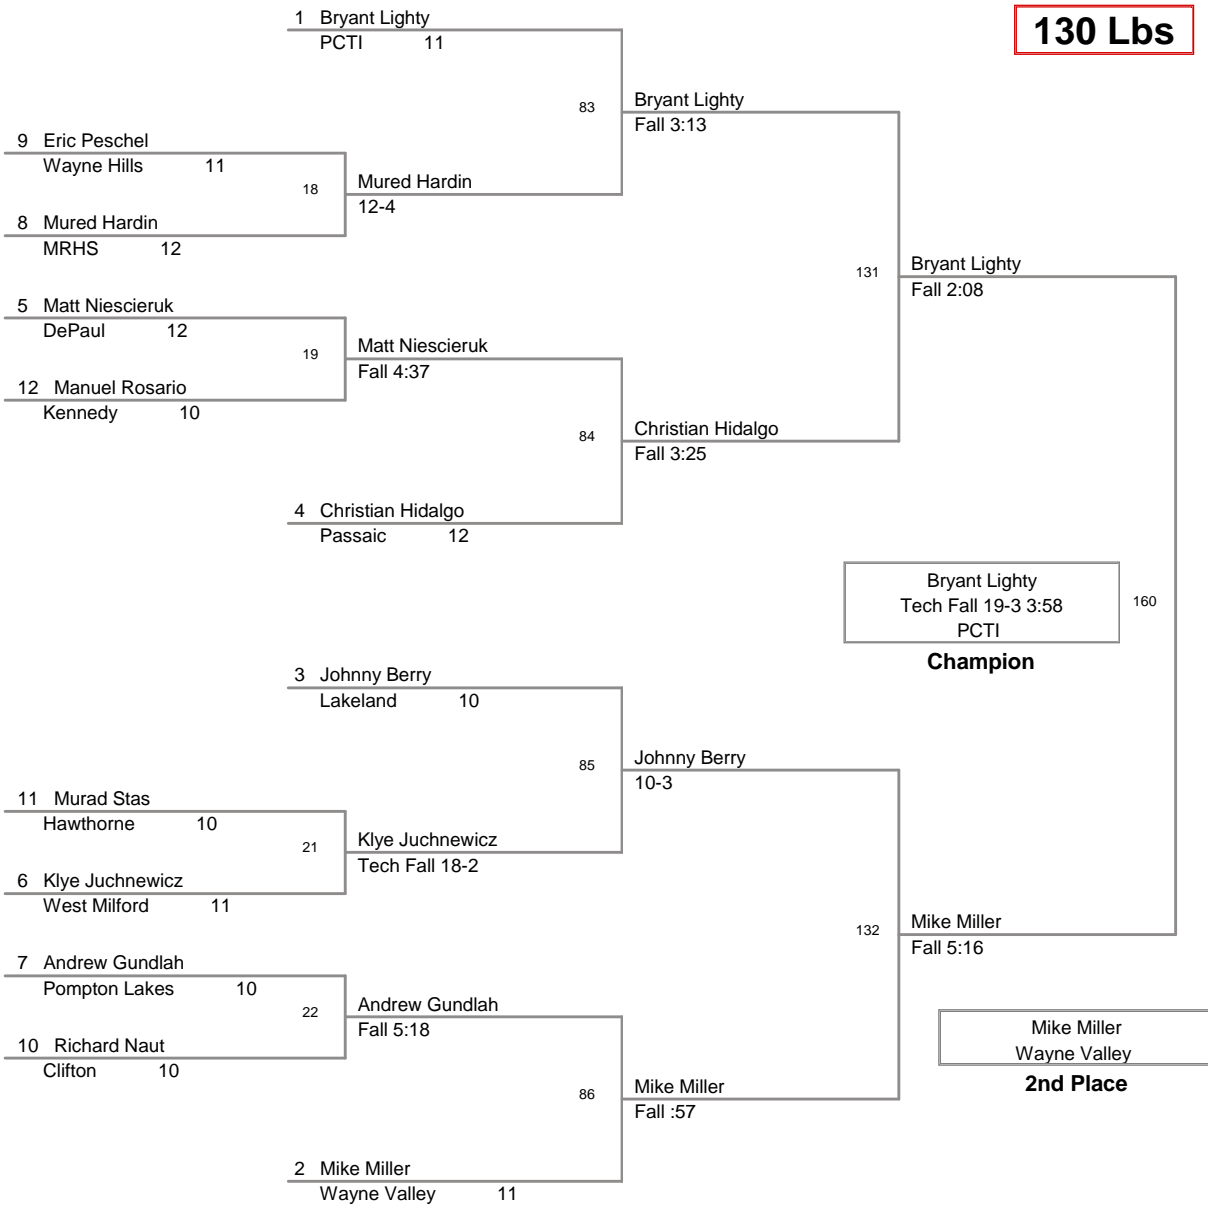 1 Bryant Lighty
PCTI 11
130 Lbs
83
Bryant Lighty
Fall 3:13
9 Eric Peschel
Wayne Hills 11
18
Mured Hardin
12-4
8 Mured Hardin
MRHS 12
131
Bryant Lighty
Fall 2:08
5 Matt Niescieruk
DePaul 12
19
Matt Niescieruk
Fall 4:37
12 Manuel Rosario
Kennedy 10
84
Christian Hidalgo
Fall 3:25
4 Christian Hidalgo
Passaic 12
Bryant Lighty
Tech Fall 19-3 3:58
PCTI
160
Champion
3 Johnny Berry
Lakeland 10
85
Johnny Berry
10-3
11 Murad Stas
Hawthorne 10
21
Klye Juchnewicz
Tech Fall 18-2
6 Klye Juchnewicz
West Milford 11
132
Mike Miller
Fall 5:16
7 Andrew Gundlah
Pompton Lakes 10
22
Andrew Gundlah
Fall 5:18
10 Richard Naut
Clifton 10
Mike Miller
Wayne Valley
2nd Place
86
Mike Miller
Fall :57
2 Mike Miller
Wayne Valley 11